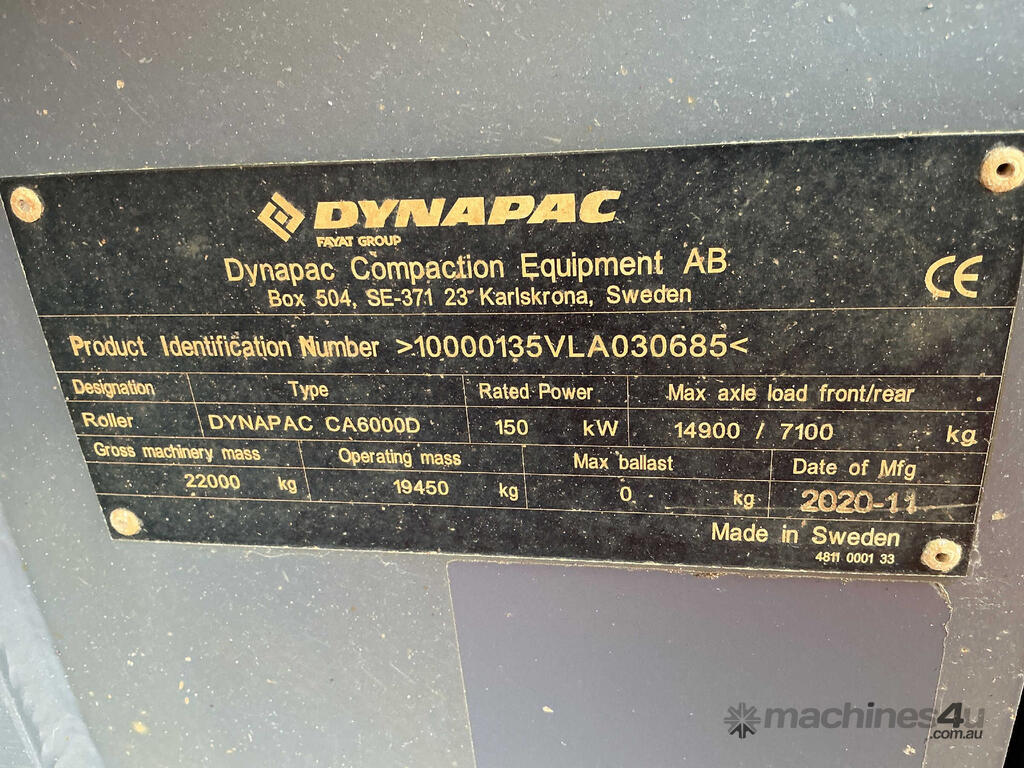 DYNAPAC
FAYAT GROUP
Dynapac Compaction Equipment AB
Box 504, SE-371 23 Karlskrona, Sweden
CE
Product Identification Number >10000135VLA030685<
Designation Type Rated Power Max axle load front/rear
Roller DYNAPAC CA6000D 150 kW 14900 / 7100 kg
Gross machinery mass Operating mass Max ballast Date of Mfg
22000 kg 19450 kg 0 kg 2020-11
Made in Sweden
4811 0001 33
machines4u
.com.au